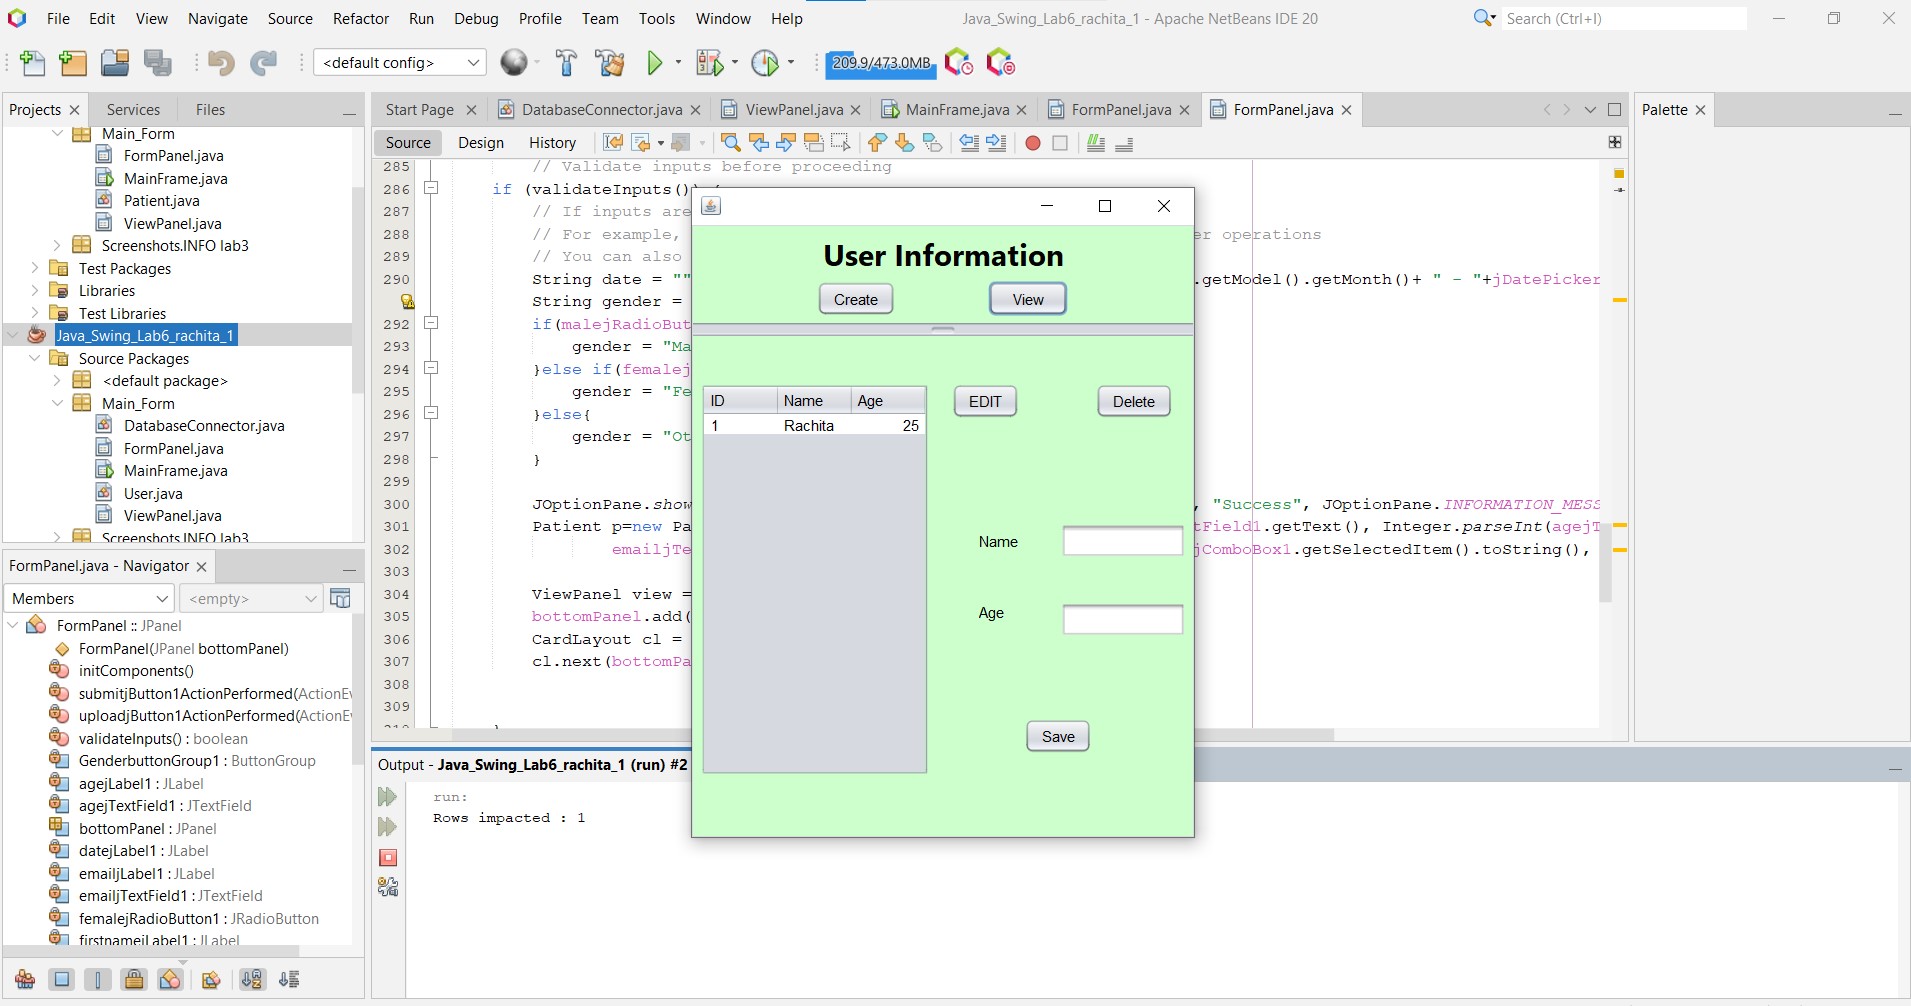 File Edit View Navigate Source Refactor Run Debug Profile Team Tools Window Help
Java_Swing_Lab6_rachita_1 - Apache NetBeans IDE 20
Search (Ctrl+I)
<default config>
209.9/473.0MB
Projects Services Files
Main_Form
FormPanel.java
MainFrame.java
Patient.java
ViewPanel.java
Screenshots.INFO lab3
Test Packages
Libraries
Test Libraries
Java_Swing_Lab6_rachita_1
Source Packages
<default package>
Main_Form
DatabaseConnector.java
FormPanel.java
MainFrame.java
User.java
ViewPanel.java
Screenshots.INFO lab3
FormPanel.java - Navigator
Members <empty>
FormPanel :: JPanel
FormPanel(JPanel bottomPanel)
initComponents()
submitjButton1ActionPerformed(ActionEv
uploadjButton1ActionPerformed(ActionEv
validateInputs() : boolean
GenderbuttonGroup1 : ButtonGroup
agejLabel1 : JLabel
agejTextField1 : JTextField
bottomPanel : JPanel
datejLabel1 : JLabel
emailjLabel1 : JLabel
emailjTextField1 : JTextField
femalejRadioButton1 : JRadioButton
firstnamejLabel1 : JLabel
Start Page DatabaseConnector.java ViewPanel.java MainFrame.java FormPanel.java FormPanel.java
Source Design History
285 // Validate inputs before proceeding
286 if (validateInputs()) {
287 // If inputs are
288 // For example, er operations
289 // You can also
290 String date = "" .getModel().getMonth()+ " - "+jDatePicker
String gender =
292 if(malejRadioBut
293 gender = "Ma
294 }else if(femalej
295 gender = "Fe
296 }else{
297 gender = "Ot
298 }
299
300 JOptionPane.show , "Success", JOptionPane.INFORMATION_MESS
301 Patient p=new Pa tField1.getText(), Integer.parseInt(agejT
302 emailjTe jComboBox1.getSelectedItem().toString(),
303
304 ViewPanel view =
305 bottomPanel.add(
306 CardLayout cl =
307 cl.next(bottomPa
308
309
310
User Information
Create View
ID Name Age
1 Rachita 25
EDIT Delete
Name
Age
Save
Output - Java_Swing_Lab6_rachita_1 (run) #2
run:
Rows impacted : 1
Palette